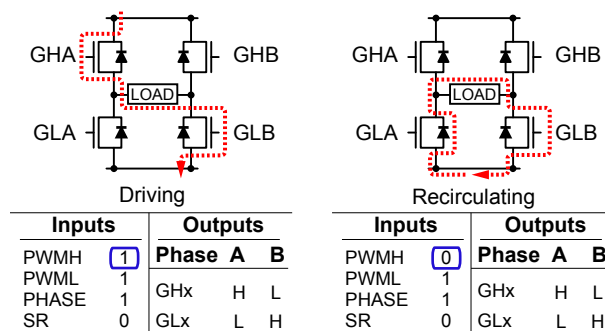 GHA GHB
LOAD
GLA GLB
Driving
Inputs Outputs
PWMH 1 Phase A B
PWML 1
PHASE 1 GHx H L
SR 0 GLx L H
GHA GHB
LOAD
GLA GLB
Recirculating
Inputs Outputs
PWMH 0 Phase A B
PWML 1
PHASE 1 GHx H L
SR 0 GLx L H